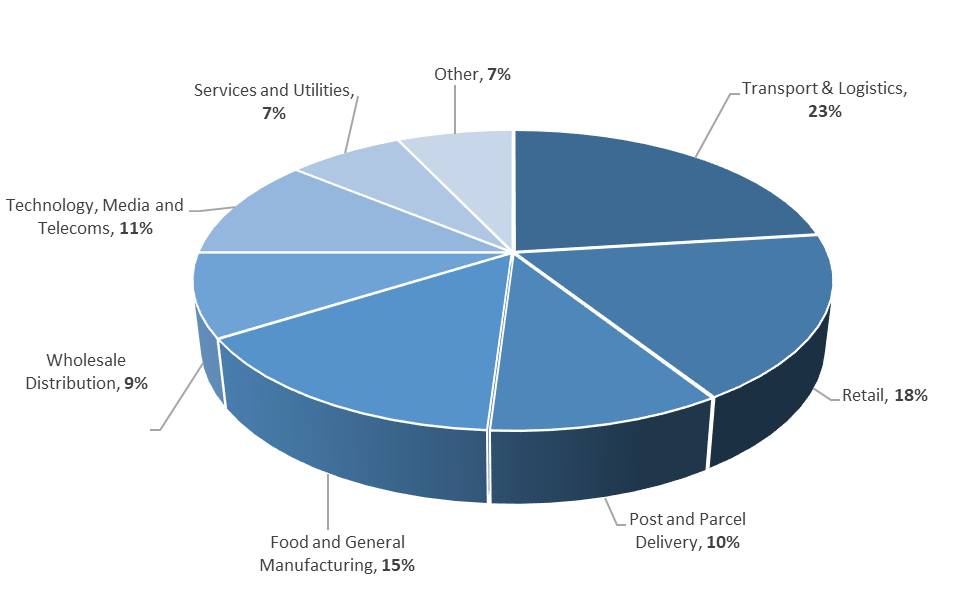 Other, 7%
Services and Utilities,
7%
Transport & Logistics,
23%
Technology, Media and
Telecoms, 11%
Wholesale
Distribution, 9%
Retail, 18%
Post and Parcel
Delivery, 10%
Food and General
Manufacturing, 15%